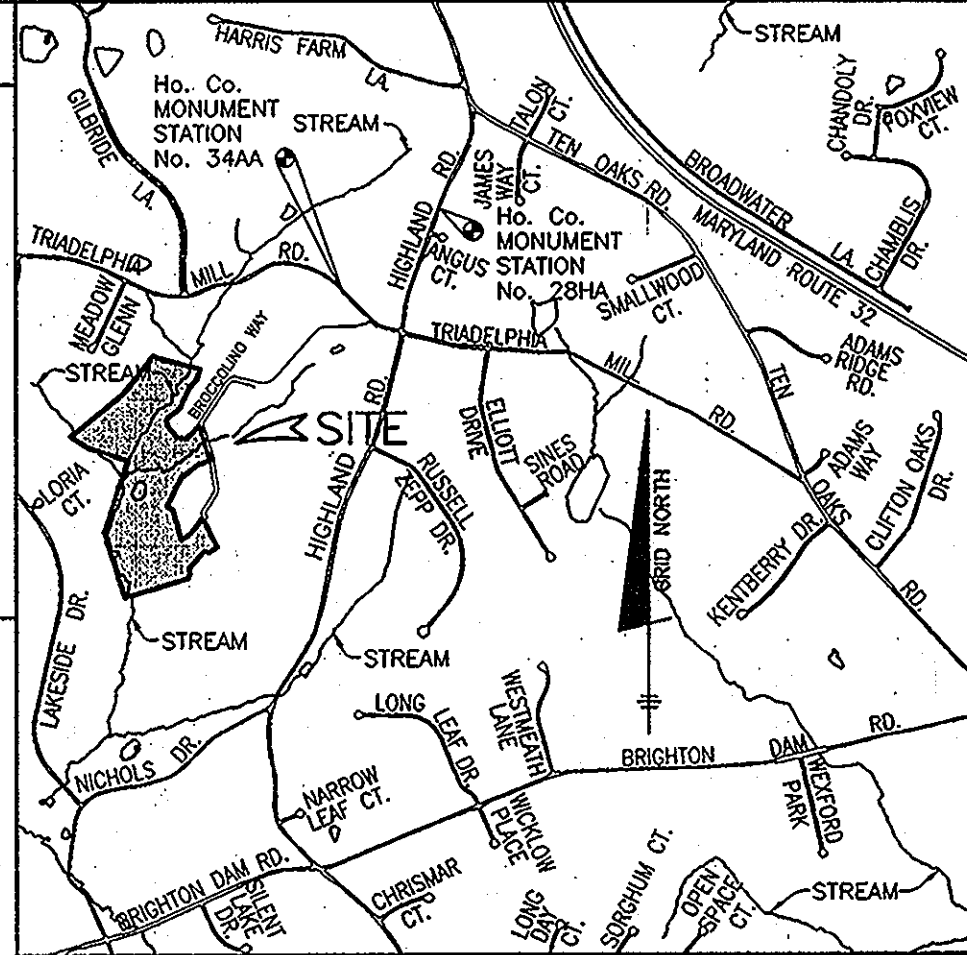 HARRIS FARM
LA.
STREAM
Ho. Co.
MONUMENT
STATION
No. 34AA
STREAM
GILBRIDE
LA.
TALON
CT.
TEN OAKS RD.
CHANDOLY
DR.
FOXVIEW
CT.
BROADWATER
LA.
CHAMBLIS
DR.
MARYLAND ROUTE 32
JAMES
WAY
CT.
HIGHLAND
RD.
Ho. Co.
MONUMENT
STATION
No. 28HA
ANGUS
CT.
SMALLWOOD
CT.
TRIADELPHIA
MILL
RD.
MEADOW
GLENN
STREAM
BROCCOLINO WAY
TRIADELPHIA
MIL
RD.
ADAMS
RIDGE
RD.
TEN
OAKS
RD.
SITE
HIGHLAND
RD.
ELLIOTT
DRIVE
SINES
ROAD
RUSSELL
ZEPP DR.
ADAMS
WAY
CLIFTON OAKS
DR.
LORIA
CT.
GRID NORTH
KENTBERRY DR.
LAKESIDE DR.
STREAM
STREAM
LONG
LEAF DR.
WESTMEATH
LANE
BRIGHTON
DAM
RD.
NICHOLS DR.
NARROW
LEAF CT.
WICKLOW
PLACE
WEXFORD
PARK
BRIGHTON DAM RD.
SILENT
LAKE
DR.
CHRISMAR
CT.
LONG
DAY
CT.
SORGHUM CT.
OPEN
SPACE
CT.
STREAM